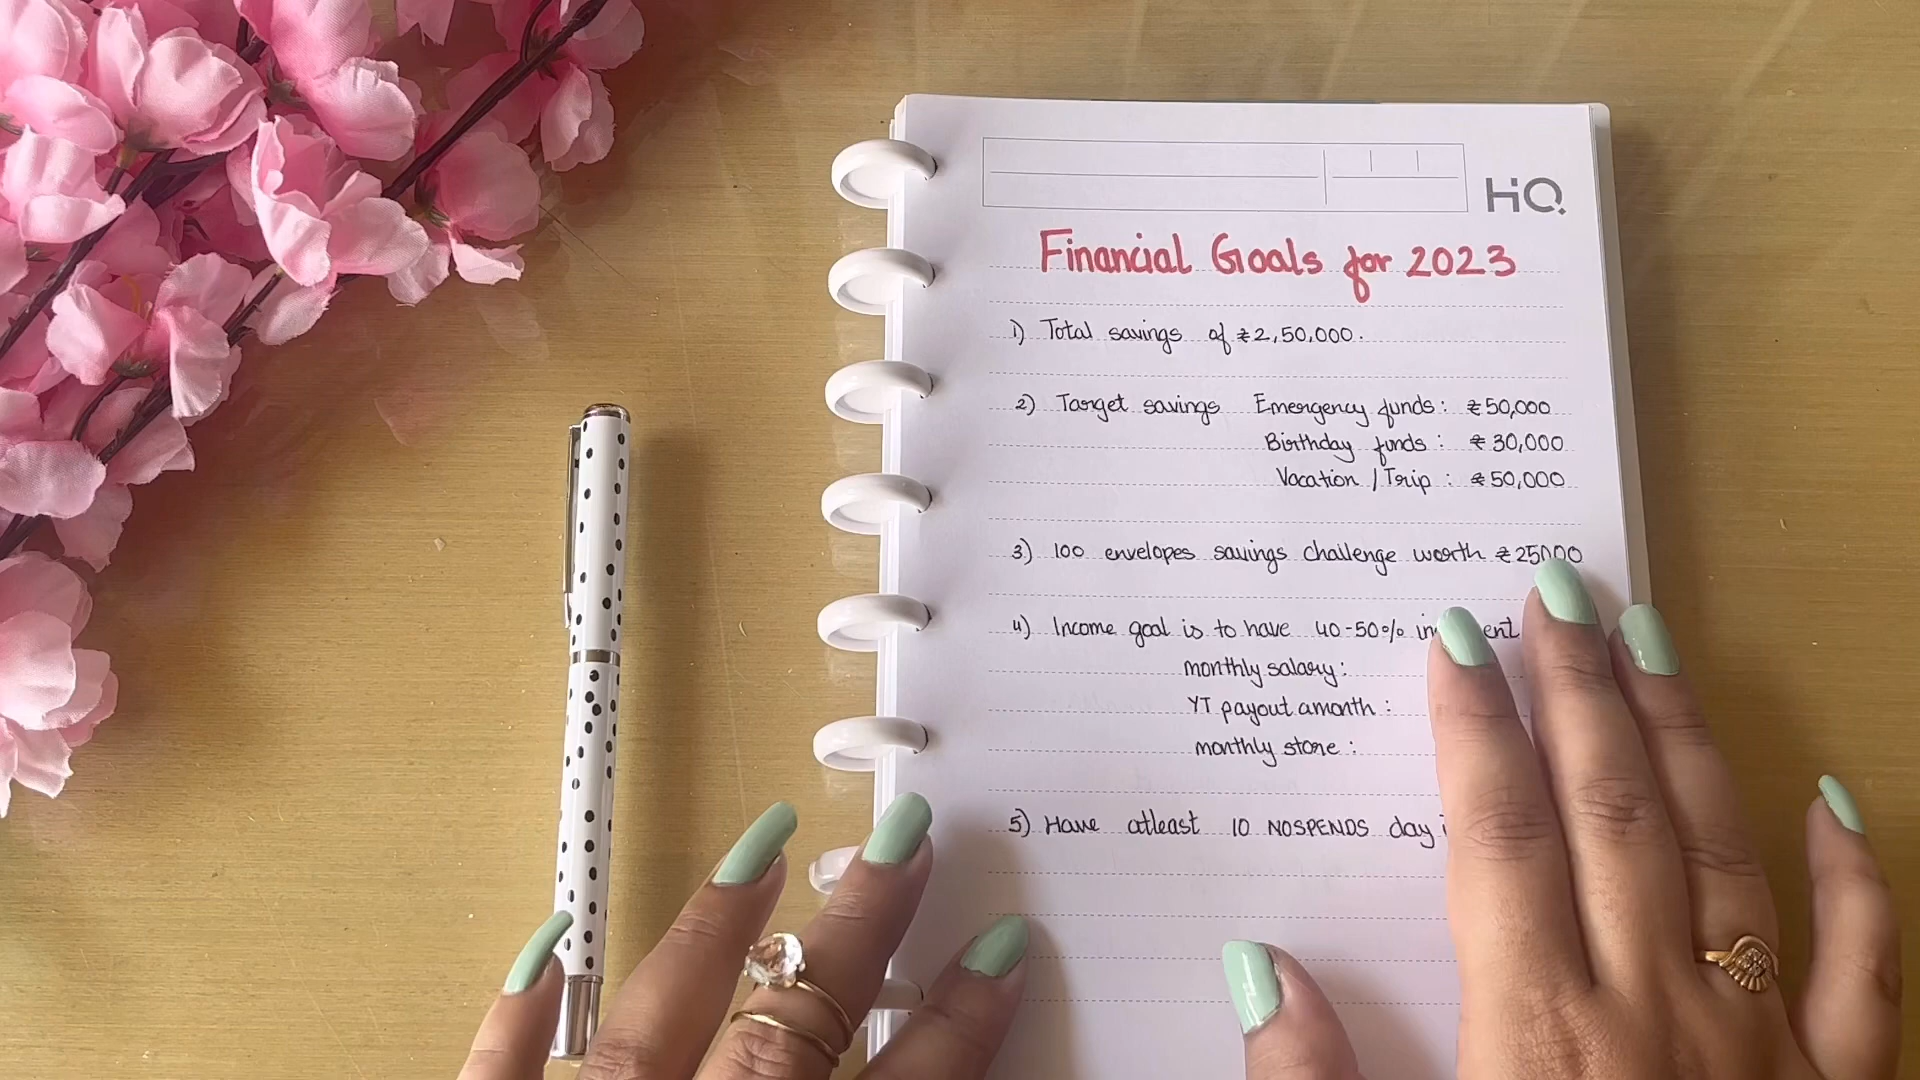 HQ.
Financial Goals for 2023
1) Total savings of ₹2,50,000.
2) Target savings Emergency funds: ₹50,000
Birthday funds: ₹30,000
Vacation / Trip: ₹50,000
3) 100 envelopes savings challenge worth ₹25000
4) Income goal is to have 40-50%
monthly salary:
YT payout amonth:
monthly store:
5) Have atleast 10 NOSPENDS day